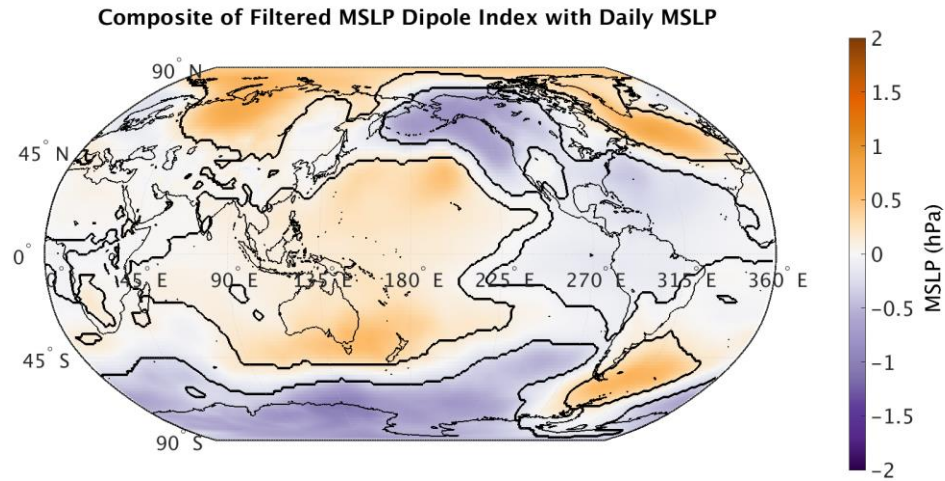 Composite of Filtered MSLP Dipole Index with Daily MSLP
90° N
45° N
0°
45° S
90° S
0° E
45° E
90° E
135° E
180° E
225° E
270° E
315° E
360° E
2
1.5
1
0.5
0
-0.5
-1
-1.5
-2
MSLP (hPa)